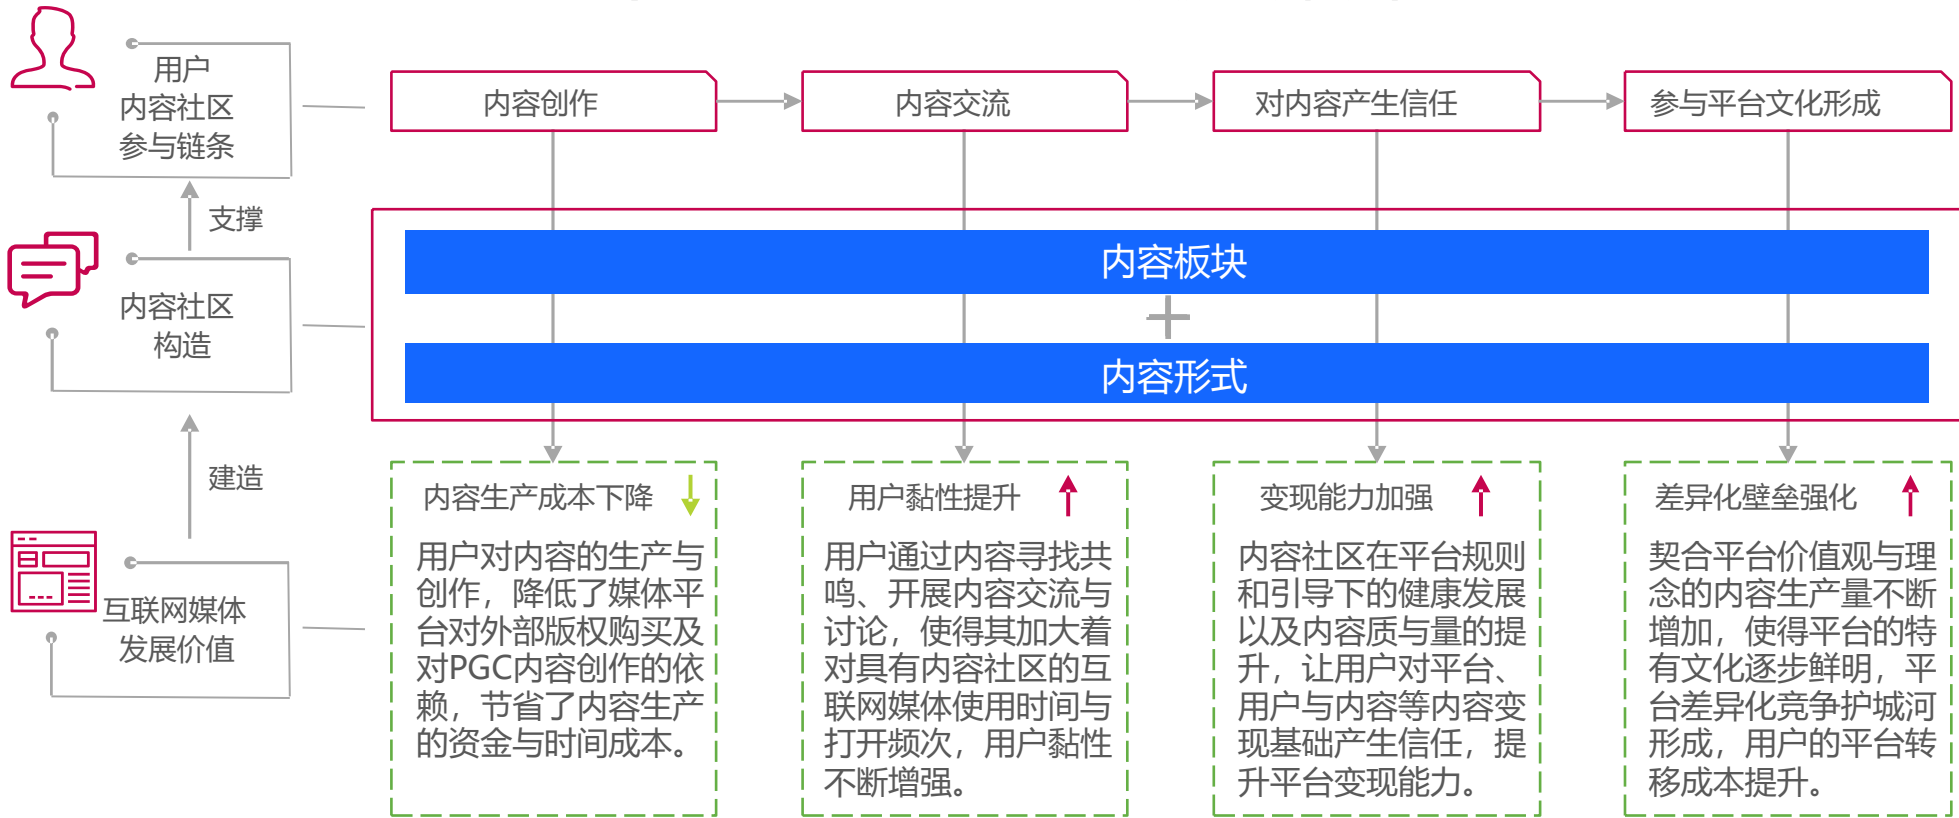 用户
内容社区
参与链条
内容创作
内容交流
对内容产生信任
参与平台文化形成
支撑
内容社区
构造
内容板块
内容形式
建造
互联网媒体
发展价值
内容生产成本下降
用户对内容的生产与
创作，降低了媒体平
台对外部版权购买及
对PGC内容创作的依
赖，节省了内容生产
的资金与时间成本。
用户黏性提升
用户通过内容寻找共
鸣、开展内容交流与
讨论，使得其加大着
对具有内容社区的互
联网媒体使用时间与
打开频次，用户黏性
不断增强。
变现能力加强
内容社区在平台规则
和引导下的健康发展
以及内容质与量的提
升，让用户对平台、
用户与内容等内容变
现基础产生信任，提
升平台变现能力。
差异化壁垒强化
契合平台价值观与理
念的内容生产量不断
增加，使得平台的特
有文化逐步鲜明，平
台差异化竞争护城河
形成，用户的平台转
移成本提升。